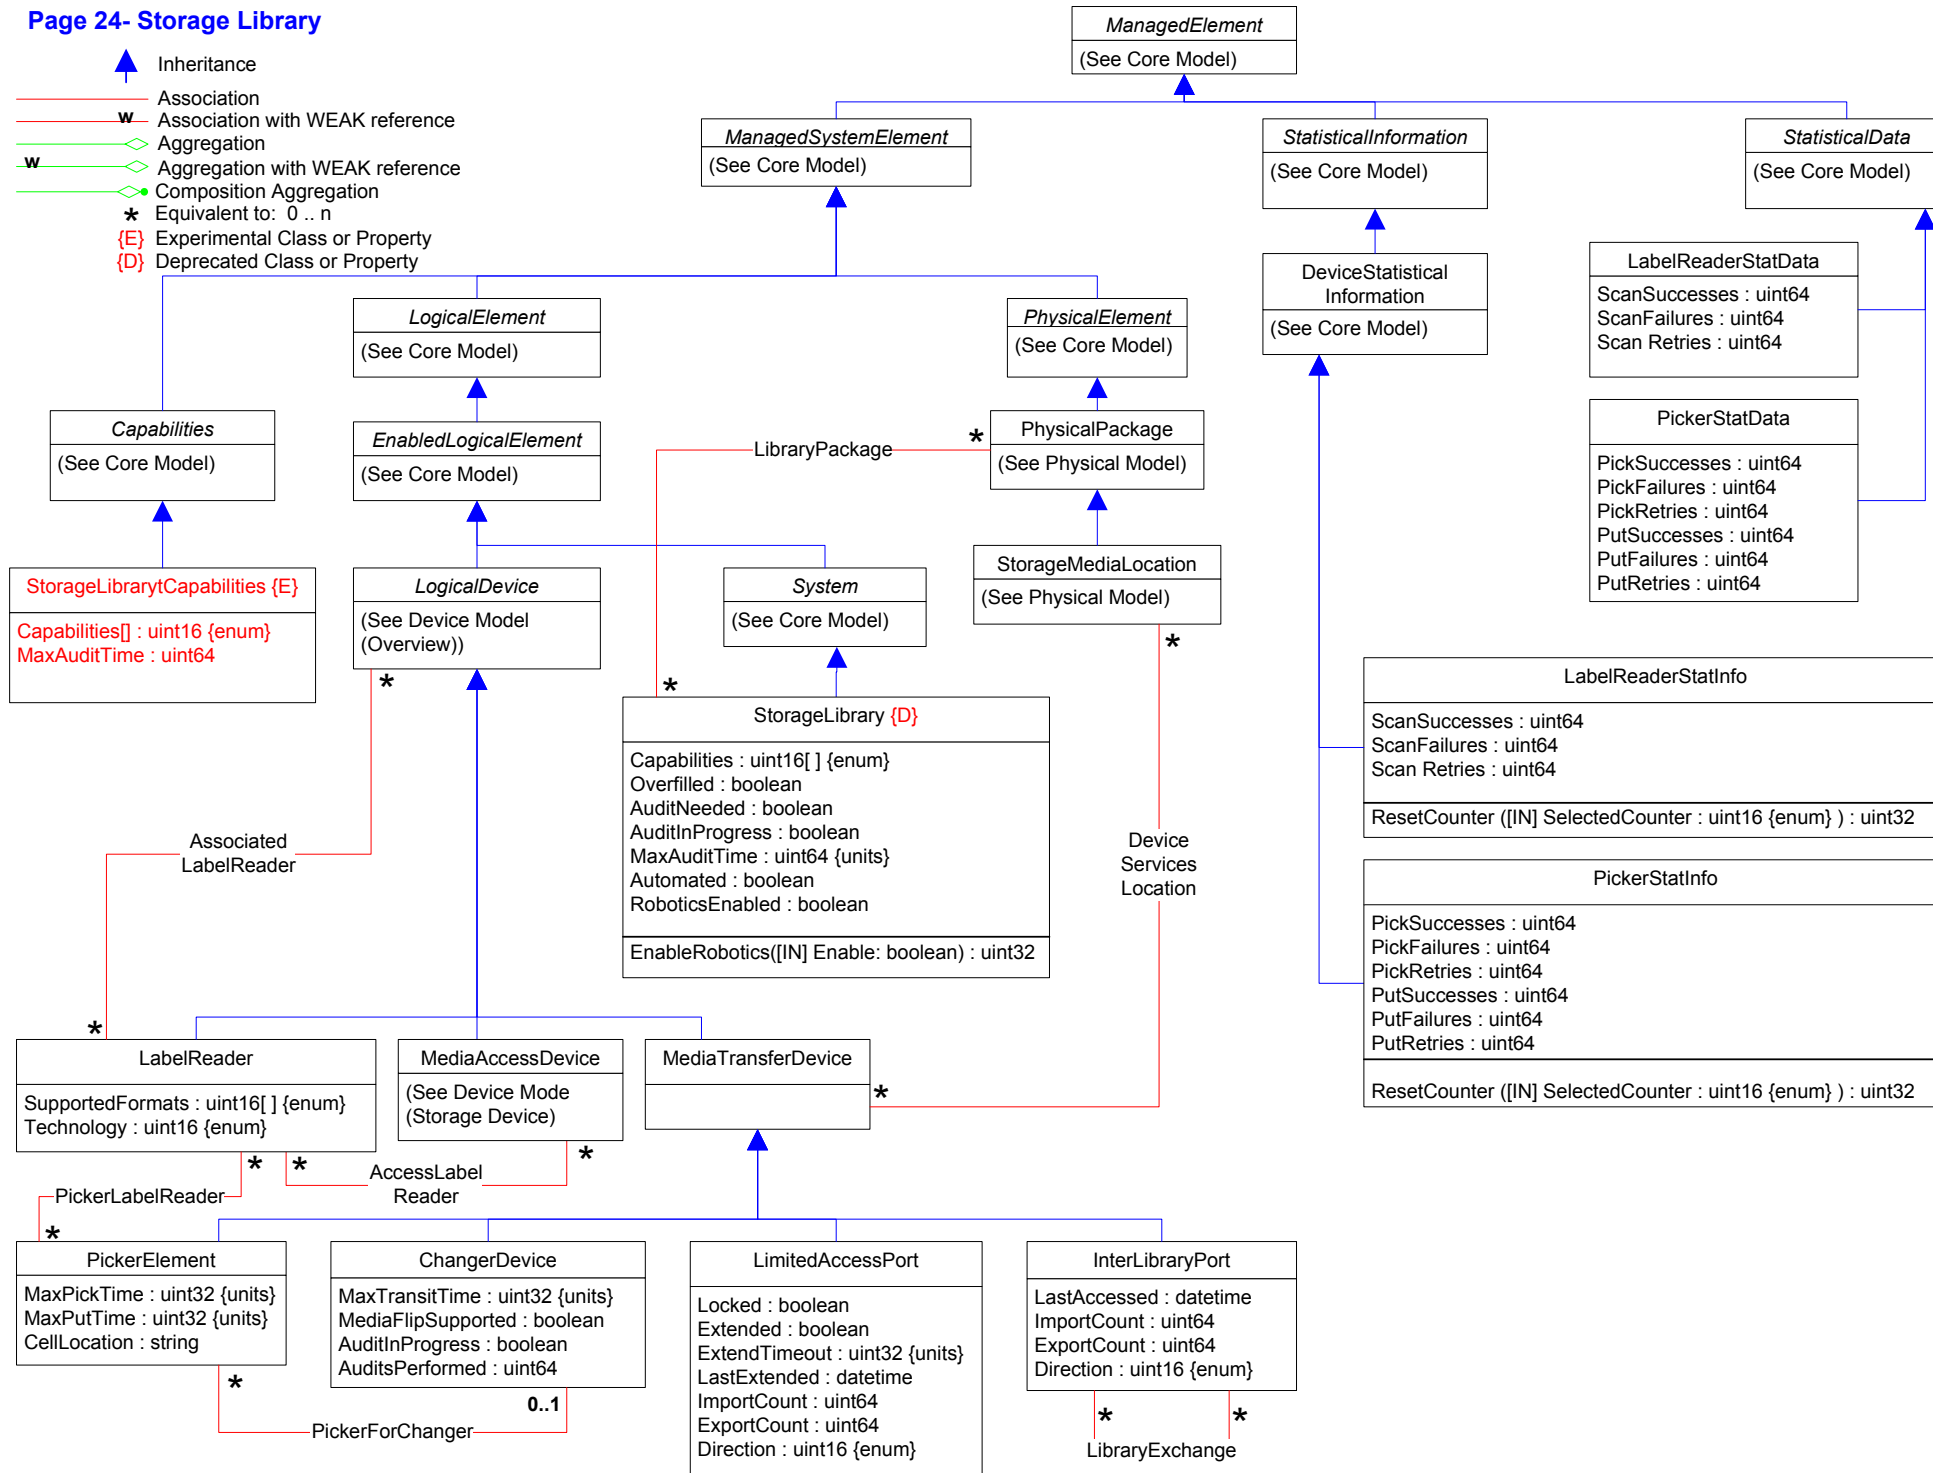 Page 24- Storage Library
Inheritance
Association
w
Association with WEAK reference
Aggregation
w
Aggregation with WEAK reference
Composition Aggregation
* Equivalent to: 0 .. n
{E} Experimental Class or Property
{D} Deprecated Class or Property
ManagedElement
(See Core Model)
ManagedSystemElement
(See Core Model)
StatisticalInformation
(See Core Model)
StatisticalData
(See Core Model)
LabelReaderStatData
ScanSuccesses : uint64
ScanFailures : uint64
Scan Retries : uint64
DeviceStatistical
Information
(See Core Model)
LogicalElement
(See Core Model)
PhysicalElement
(See Core Model)
PickerStatData
PickSuccesses : uint64
PickFailures : uint64
PickRetries : uint64
PutSuccesses : uint64
PutFailures : uint64
PutRetries : uint64
Capabilities
(See Core Model)
EnabledLogicalElement
(See Core Model)
LibraryPackage
*
PhysicalPackage
(See Physical Model)
StorageLibrarytCapabilities {E}
Capabilities[] : uint16 {enum}
MaxAuditTime : uint64
LogicalDevice
(See Device Model
(Overview))
*
System
(See Core Model)
StorageMediaLocation
(See Physical Model)
*
*
StorageLibrary {D}
Capabilities : uint16[ ] {enum}
Overfilled : boolean
AuditNeeded : boolean
AuditInProgress : boolean
MaxAuditTime : uint64 {units}
Automated : boolean
RoboticsEnabled : boolean
EnableRobotics([IN] Enable: boolean) : uint32
LabelReaderStatInfo
ScanSuccesses : uint64
ScanFailures : uint64
Scan Retries : uint64
ResetCounter ([IN] SelectedCounter : uint16 {enum} ) : uint32
Associated
LabelReader
Device
Services
Location
PickerStatInfo
PickSuccesses : uint64
PickFailures : uint64
PickRetries : uint64
PutSuccesses : uint64
PutFailures : uint64
PutRetries : uint64
ResetCounter ([IN] SelectedCounter : uint16 {enum} ) : uint32
*
LabelReader
SupportedFormats : uint16[ ] {enum}
Technology : uint16 {enum}
MediaAccessDevice
(See Device Mode
(Storage Device)
MediaTransferDevice
*
*
*
*
AccessLabel
Reader
PickerLabelReader
*
PickerElement
MaxPickTime : uint32 {units}
MaxPutTime : uint32 {units}
CellLocation : string
ChangerDevice
MaxTransitTime : uint32 {units}
MediaFlipSupported : boolean
AuditInProgress : boolean
AuditsPerformed : uint64
LimitedAccessPort
Locked : boolean
Extended : boolean
ExtendTimeout : uint32 {units}
LastExtended : datetime
ImportCount : uint64
ExportCount : uint64
Direction : uint16 {enum}
InterLibraryPort
LastAccessed : datetime
ImportCount : uint64
ExportCount : uint64
Direction : uint16 {enum}
*
0..1
PickerForChanger
*
*
LibraryExchange